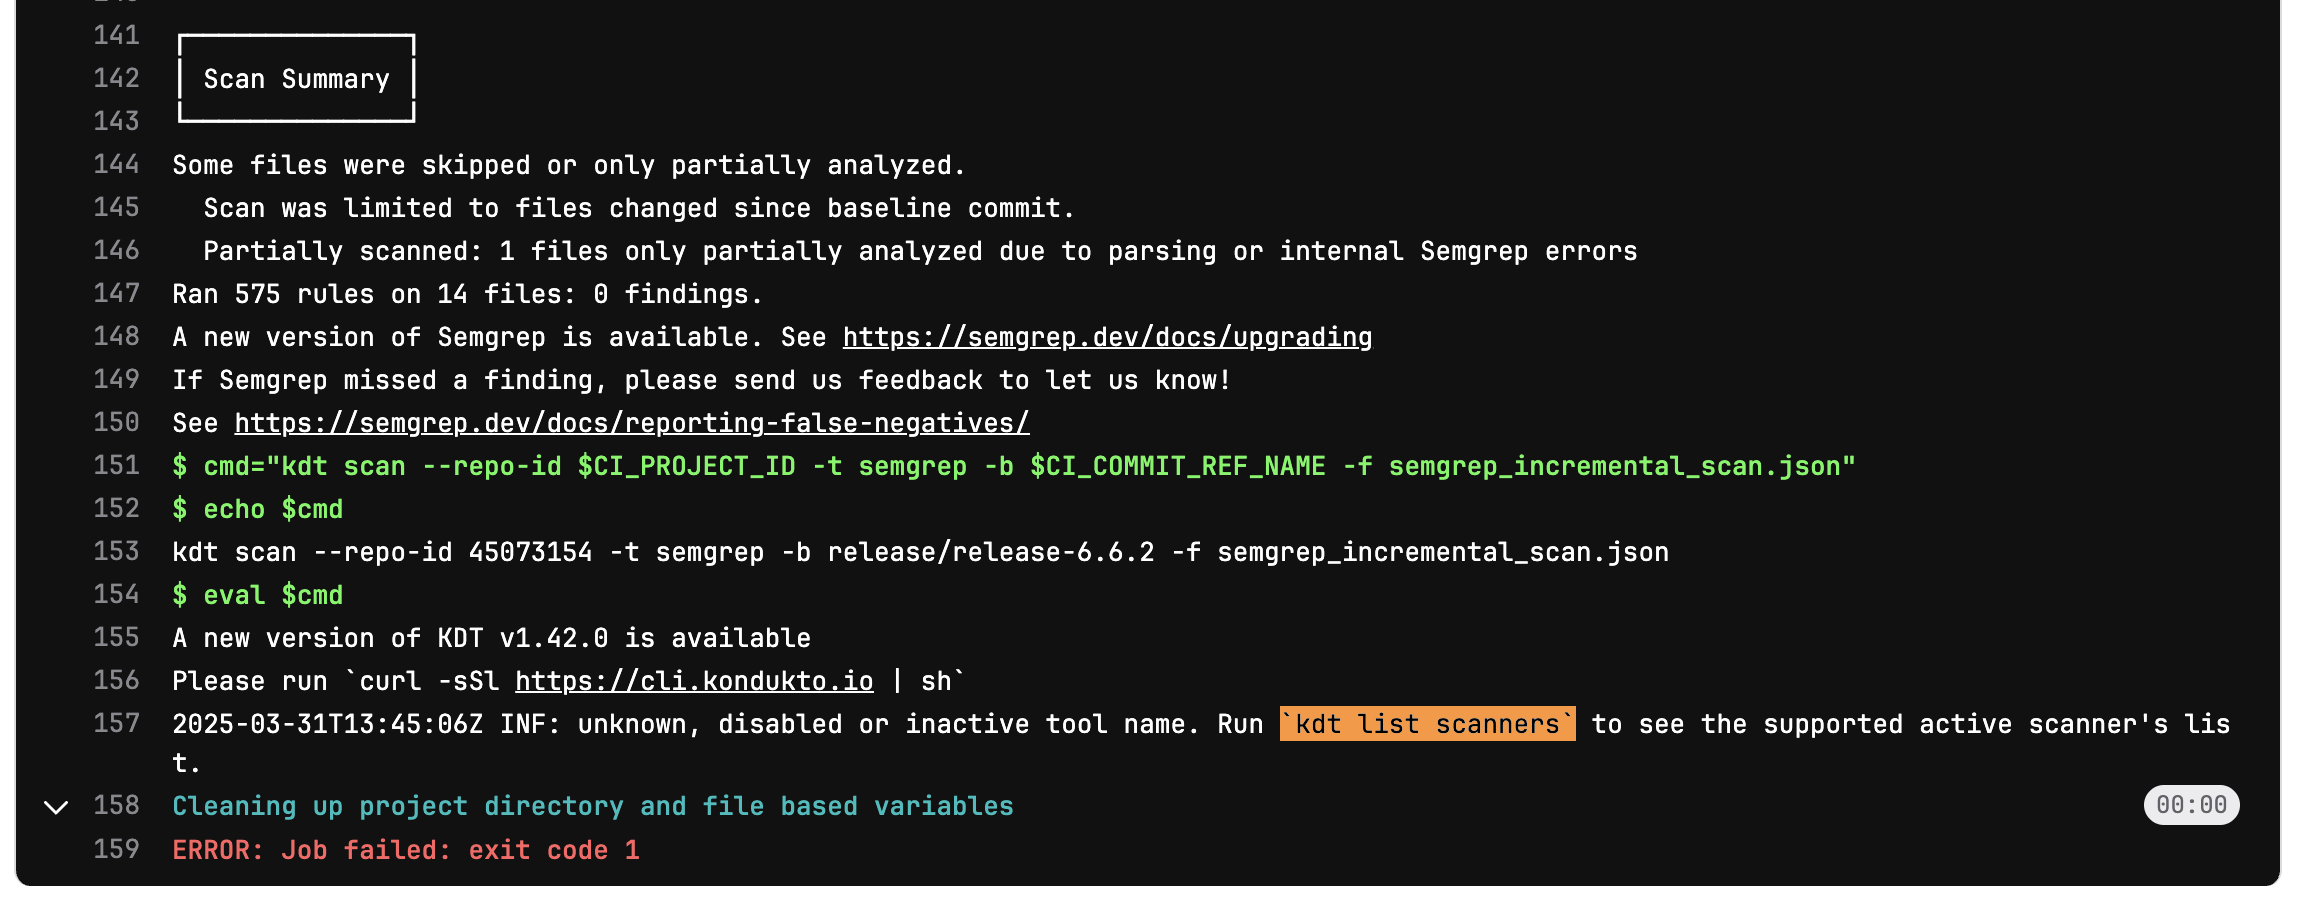 141
142 Scan Summary
143
144 Some files were skipped or only partially analyzed.
145 Scan was limited to files changed since baseline commit.
146 Partially scanned: 1 files only partially analyzed due to parsing or internal Semgrep errors
147 Ran 575 rules on 14 files: 0 findings.
148 A new version of Semgrep is available. See https://semgrep.dev/docs/upgrading
149 If Semgrep missed a finding, please send us feedback to let us know!
150 See https://semgrep.dev/docs/reporting-false-negatives/
151 $ cmd="kdt scan --repo-id $CI_PROJECT_ID -t semgrep -b $CI_COMMIT_REF_NAME -f semgrep_incremental_scan.json"
152 $ echo $cmd
153 kdt scan --repo-id 45073154 -t semgrep -b release/release-6.6.2 -f semgrep_incremental_scan.json
154 $ eval $cmd
155 A new version of KDT v1.42.0 is available
156 Please run `curl -sSl https://cli.kondukto.io | sh`
157 2025-03-31T13:45:06Z INF: unknown, disabled or inactive tool name. Run `kdt list scanners` to see the supported active scanner's lis
t.
158 Cleaning up project directory and file based variables 00:00
159 ERROR: Job failed: exit code 1